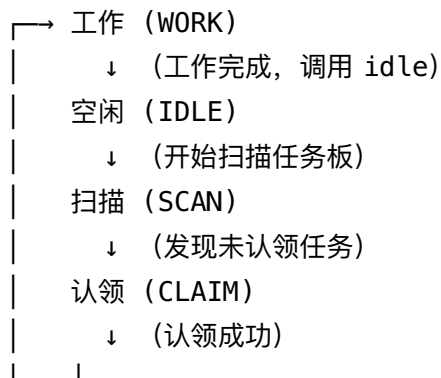 ┌─→ 工作 (WORK)
│ ↓ (工作完成，调用 idle)
│ 空闲 (IDLE)
│ ↓ (开始扫描任务板)
│ 扫描 (SCAN)
│ ↓ (发现未认领任务)
│ 认领 (CLAIM)
│ ↓ (认领成功)